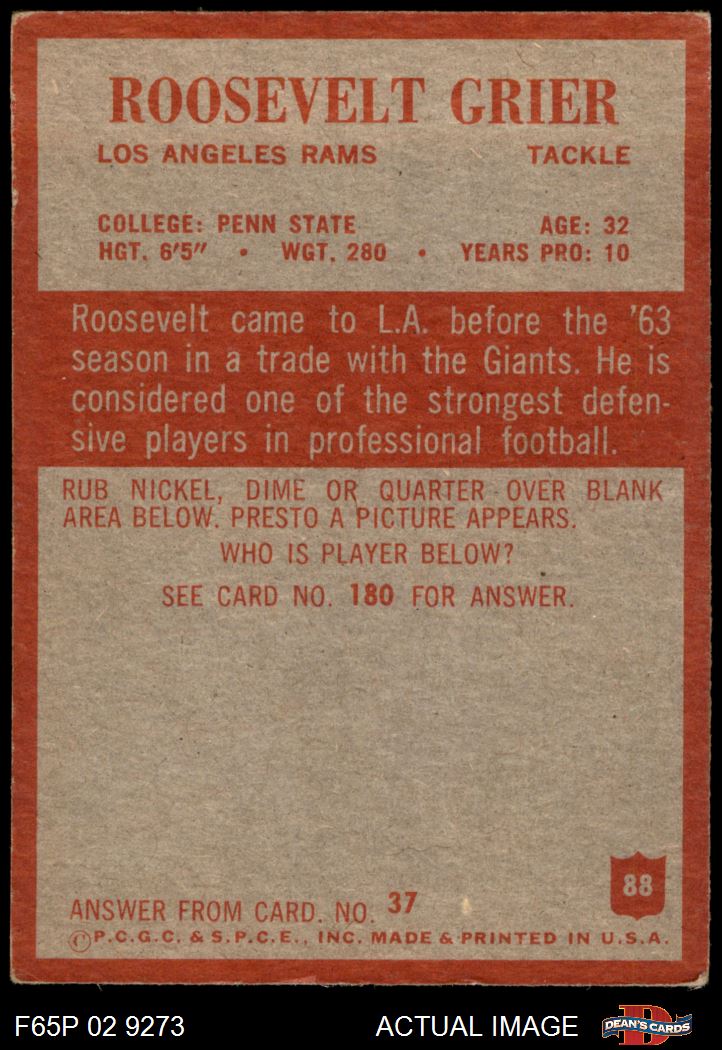 ROOSEVELT GRIER
LOS ANGELES RAMS TACKLE
COLLEGE: PENN STATE AGE: 32
HGT. 6'5" • WGT. 280 • YEARS PRO: 10
Roosevelt came to L.A. before the '63
season in a trade with the Giants. He is
considered one of the strongest defen-
sive players in professional football.
RUB NICKEL, DIME OR QUARTER OVER BLANK
AREA BELOW. PRESTO A PICTURE APPEARS.
WHO IS PLAYER BELOW?
SEE CARD NO. 180 FOR ANSWER.
88
ANSWER FROM CARD. NO. 37
©P.C.G.C. & S.P.C.E., INC. MADE & PRINTED IN U.S.A.
F65P 02 9273 ACTUAL IMAGE D DEAN'S CARDS